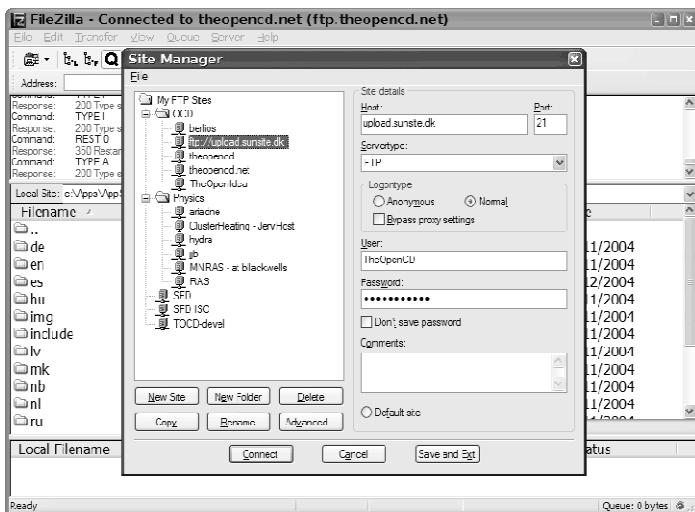 FileZilla - Connected to theopencd.net (ftp.theopencd.net)
File Edit Transfer View Queue Server Help
Address:
Response: 200 Type s
Command: TYPE I
Response: 200 Type s
Command: REST 0
Response: 350 Restar
Command: TYPE A
Response: 200 Type s
Local Site: c:\Apps\AppS
Filename
..
de
en
es
hu
img
include
lv
mk
nb
nl
ru
11/2004
11/2004
12/2004
11/2004
11/2004
11/2004
11/2004
11/2004
11/2004
11/2004
11/2004
Local Filename
atus
Ready
Queue: 0 bytes
Site Manager
File
My FTP Sites
OCD
berlios
ftp://upload.sunsite.dk
theopencd
theopencd.net
TheOpenIdea
Physics
ariadne
ClusterHeating - JervHost
hydra
jjb
MNRAS - at blackwells
RAS
SFD
SFD ISO
TOCD-devel
New Site
New Folder
Delete
Copy
Rename
Advanced
Site details
Host:
Port:
upload.sunsite.dk
21
Servertype:
FTP
Logontype
Anonymous
Normal
Bypass proxy settings
User:
TheOpenCD
Password:
Don't save password
Comments:
Default site
Connect
Cancel
Save and Exit